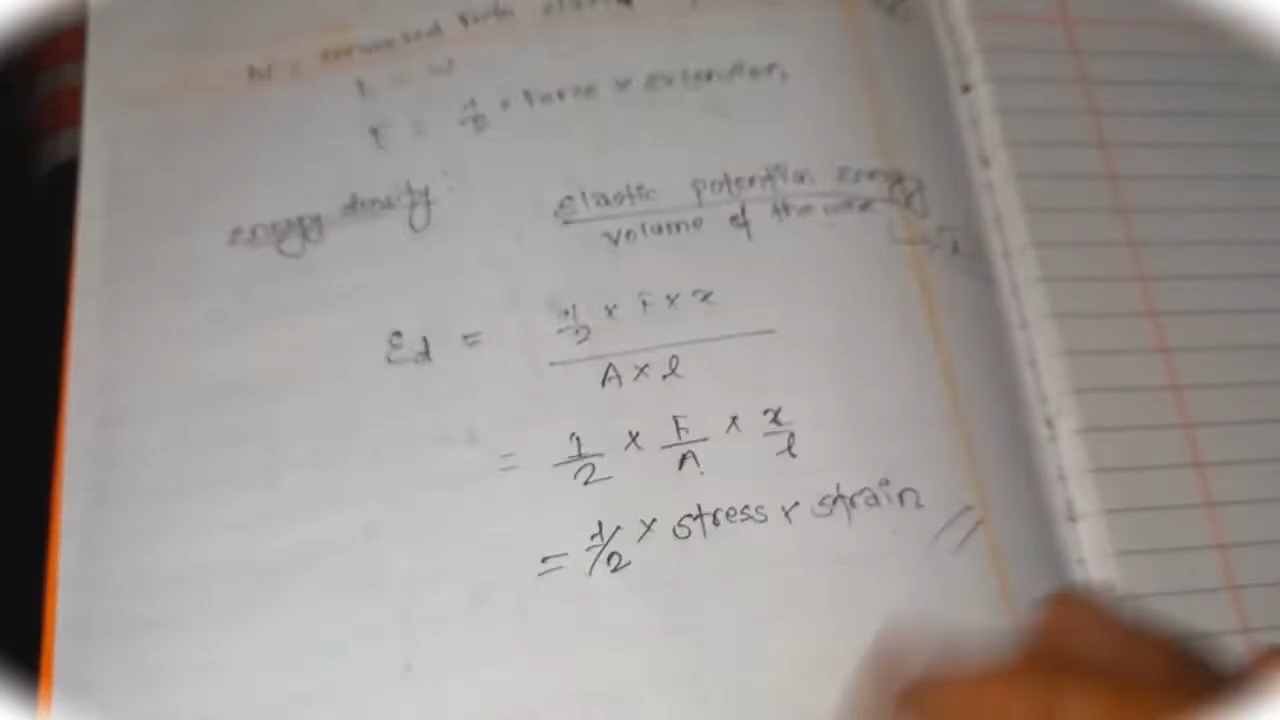 E = 1/2 × Force × extension,
energy density: elastic potential energy / volume of the wire
Ed = 1/2 × F × x / A × l
= 1/2 × F/A × x/l
= 1/2 × stress × strain //